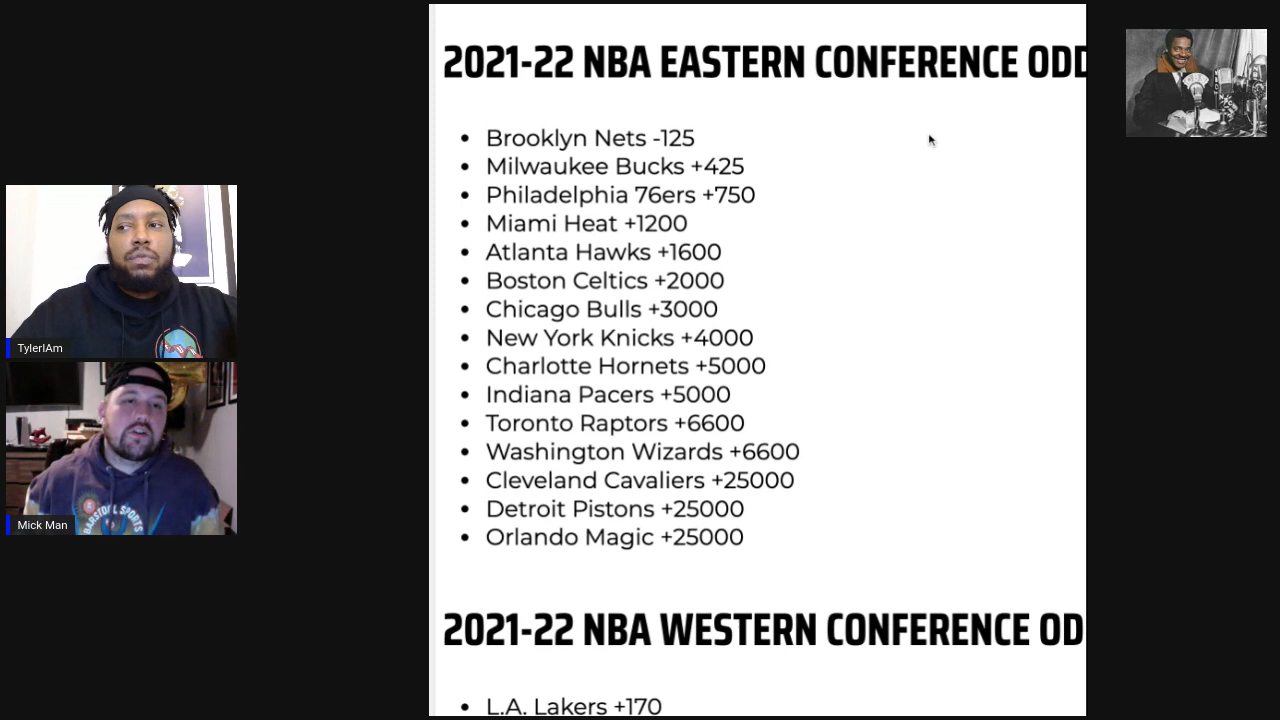 2021-22 NBA EASTERN CONFERENCE ODD
Brooklyn Nets -125
Milwaukee Bucks +425
Philadelphia 76ers +750
Miami Heat +1200
Atlanta Hawks +1600
Boston Celtics +2000
Chicago Bulls +3000
New York Knicks +4000
Charlotte Hornets +5000
Indiana Pacers +5000
Toronto Raptors +6600
Washington Wizards +6600
Cleveland Cavaliers +25000
Detroit Pistons +25000
Orlando Magic +25000
2021-22 NBA WESTERN CONFERENCE OD
L.A. Lakers +170
TylerIAm
BARSTOOL SPORTS
Mick Man